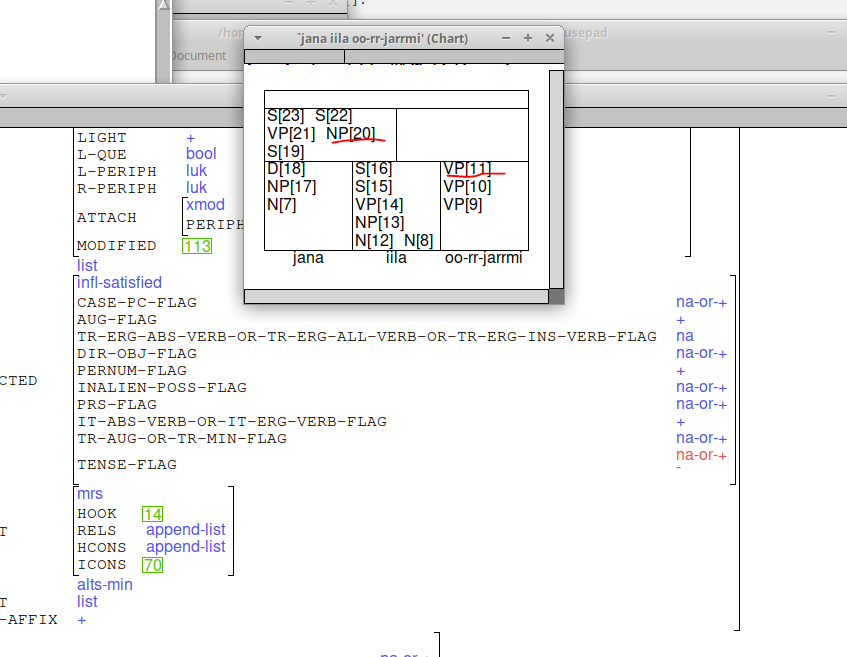 ].
/hor
usepad
Document
`jana iila oo-rr-jarrmi' (Chart)
S[23] S[22]
VP[21] NP[20]
S[19]
D[18] S[16] VP[11]
NP[17] S[15] VP[10]
N[7] VP[14] VP[9]
NP[13]
N[12] N[8]
jana iila oo-rr-jarrmi
LIGHT +
L-QUE bool
L-PERIPH luk
R-PERIPH luk
ATTACH xmod
PERIPH
MODIFIED 113
list
infl-satisfied
CASE-PC-FLAG na-or-+
AUG-FLAG +
TR-ERG-ABS-VERB-OR-TR-ERG-ALL-VERB-OR-TR-ERG-INS-VERB-FLAG na
DIR-OBJ-FLAG na-or-+
PERNUM-FLAG +
CTED
INALIEN-POSS-FLAG na-or-+
PRS-FLAG na-or-+
IT-ABS-VERB-OR-IT-ERG-VERB-FLAG +
TR-AUG-OR-TR-MIN-FLAG na-or-+
TENSE-FLAG na-or-+
-
mrs
HOOK 14
T RELS append-list
HCONS append-list
ICONS 70
alts-min
T list
-AFFIX +